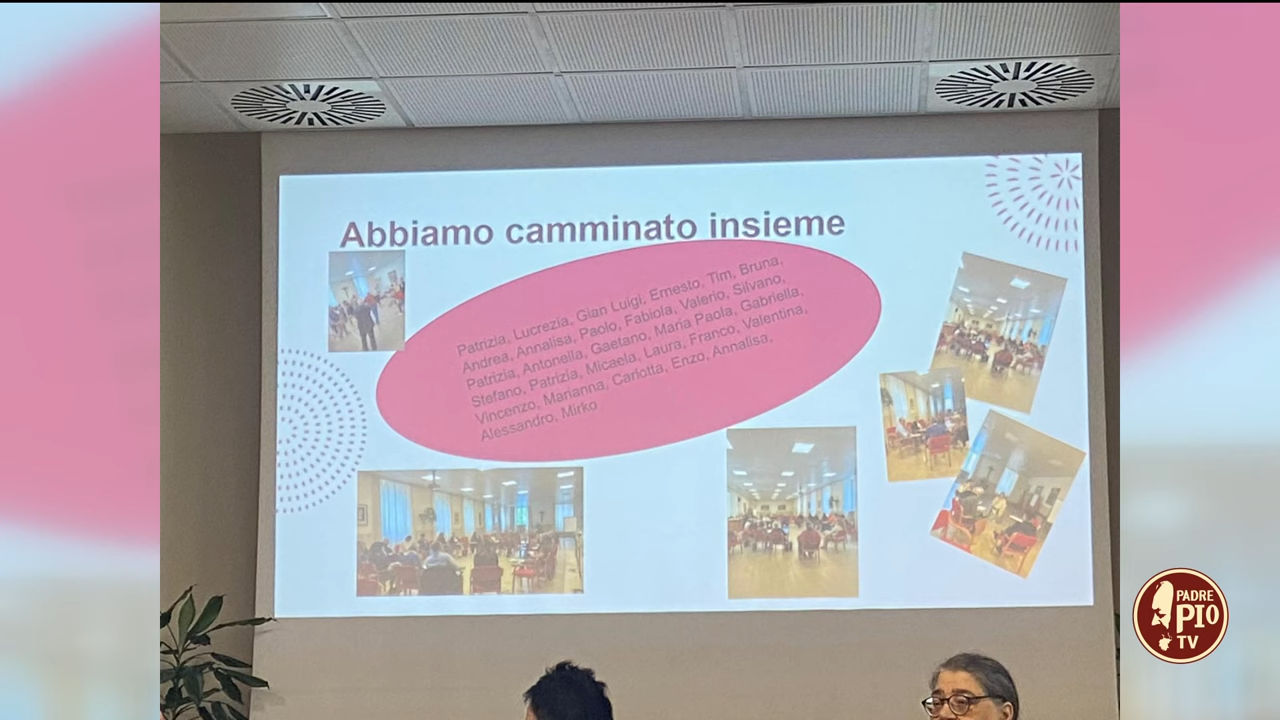 Abbiamo camminato insieme
Patrizia, Lucrezia, Gian Luigi, Ernesto, Tim, Bruna,
Andrea, Annalisa, Paolo, Fabiola, Valerio, Silvano,
Patrizia, Antonella, Gaetano, Maria Paola, Gabriella,
Stefano, Patrizia, Micaela, Laura, Franco, Valentina,
Vincenzo, Marianna, Carlotta, Enzo, Annalisa,
Alessandro, Mirko
PADRE
PIO
TV